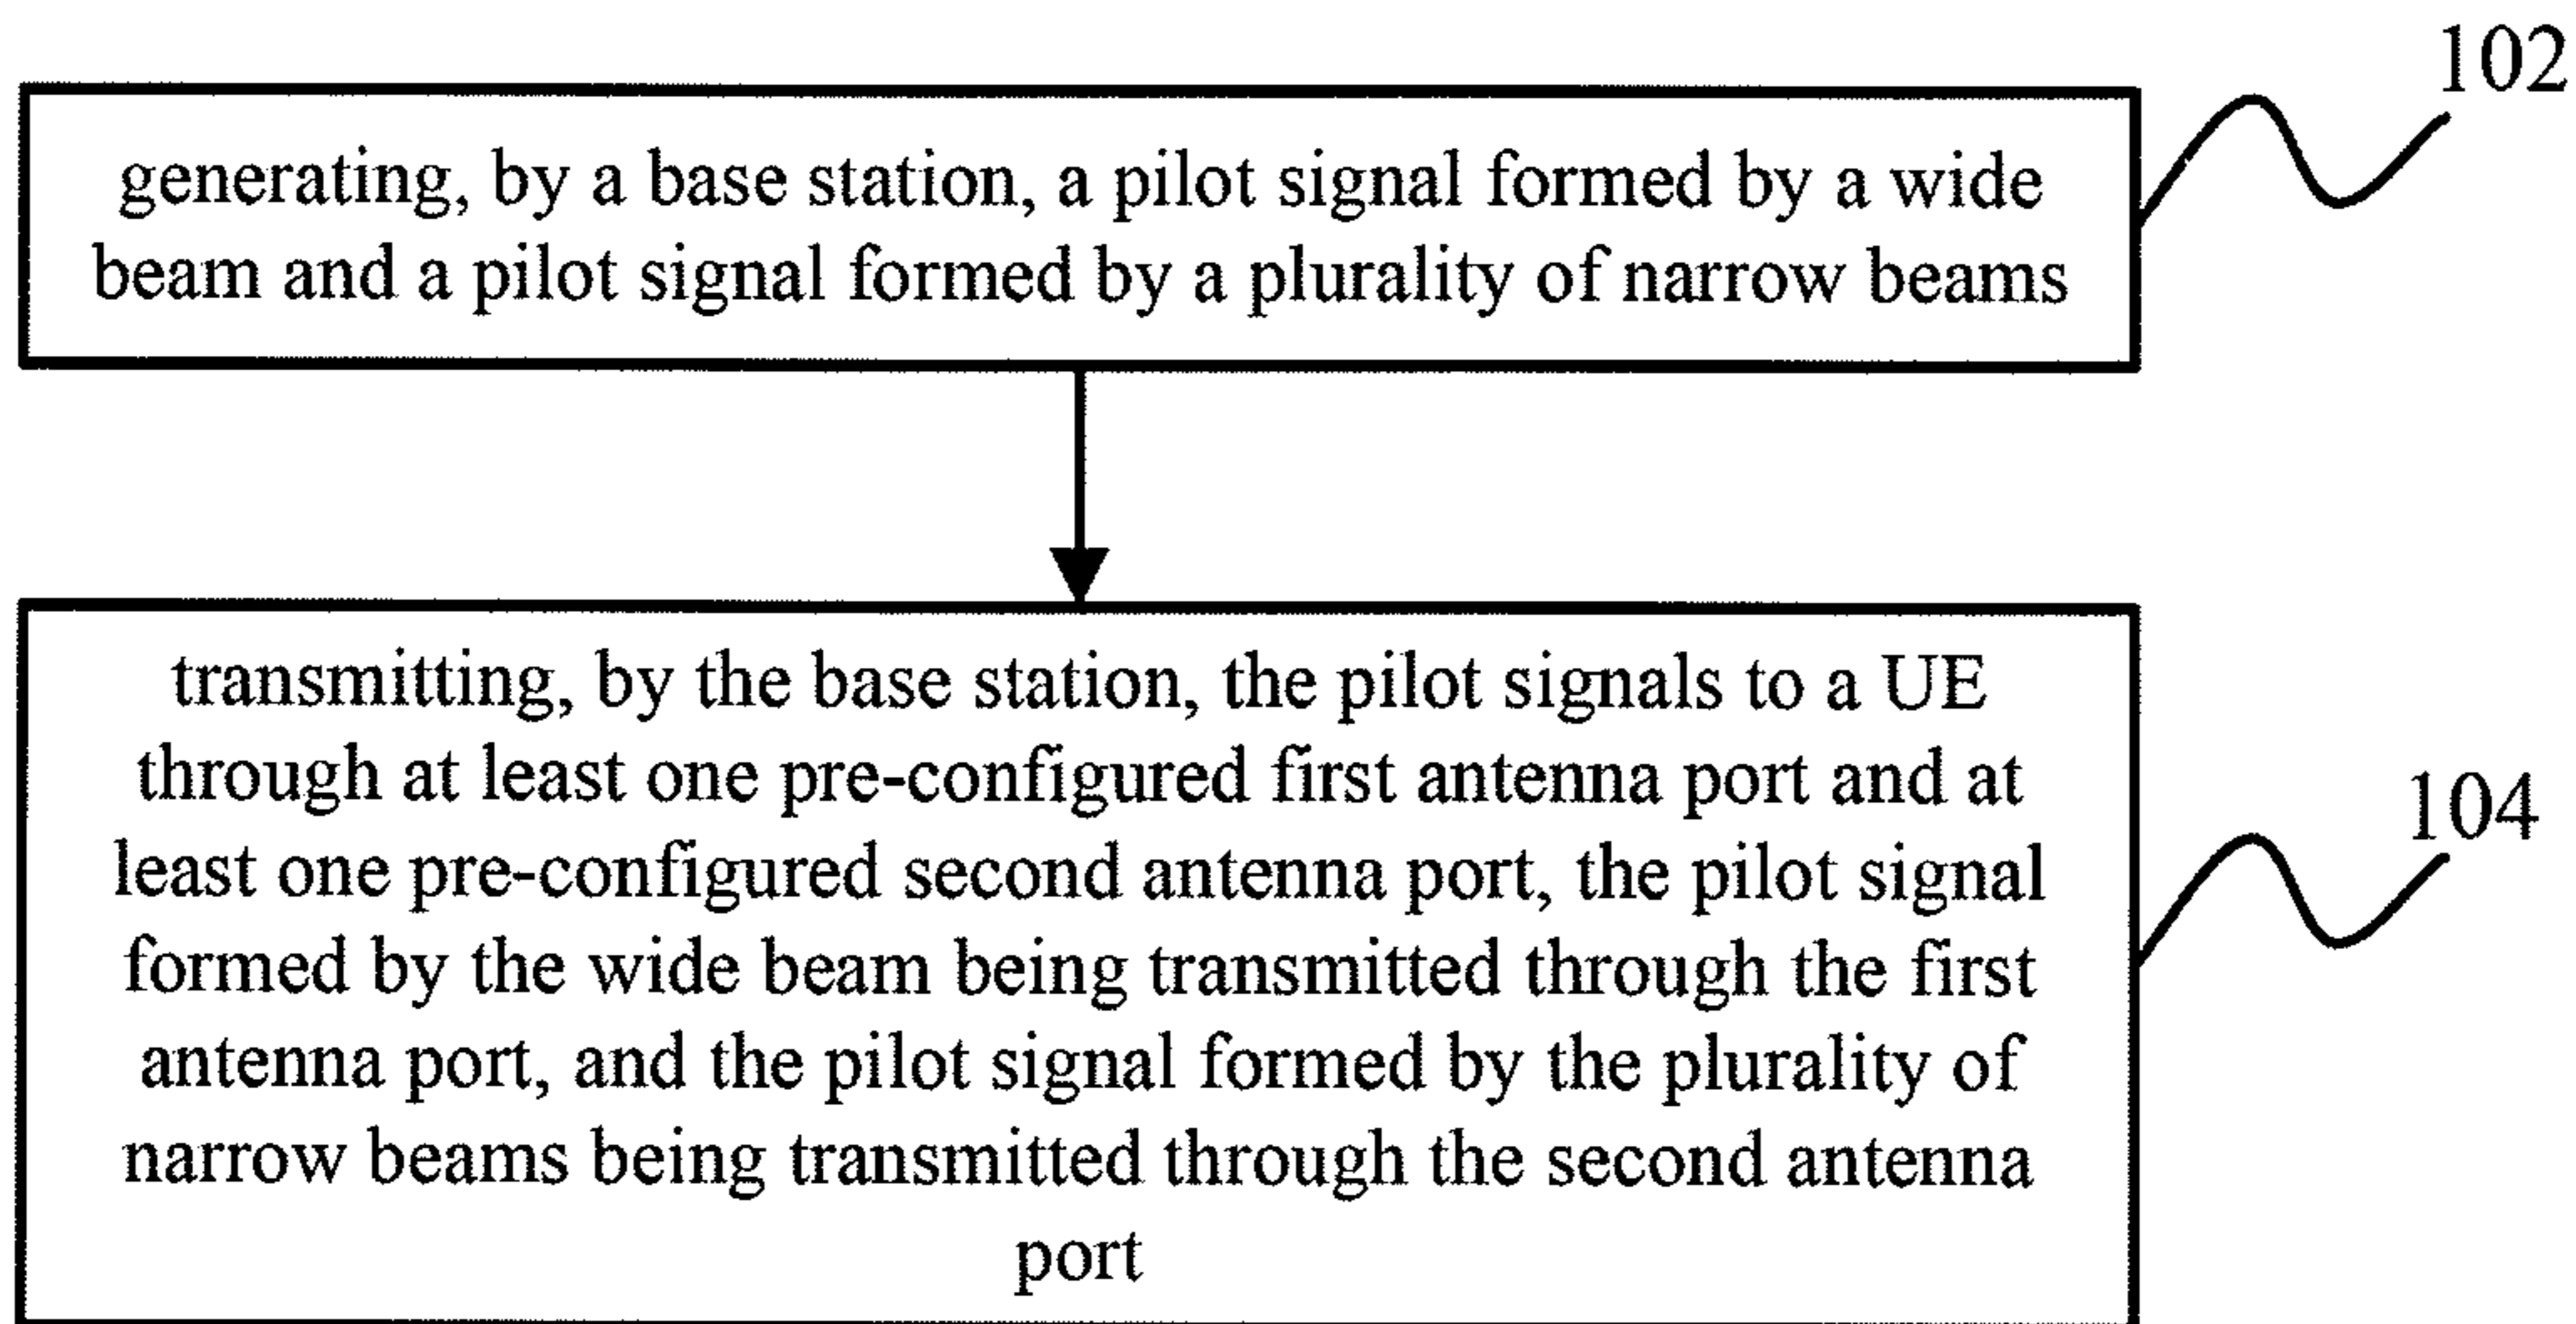 102
generating, by a base station, a pilot signal formed by a wide
beam and a pilot signal formed by a plurality of narrow beams
transmitting, by the base station, the pilot signals to a UE
through at least one pre-configured first antenna port and at
least one pre-configured second antenna port, the pilot signal
formed by the wide beam being transmitted through the first
antenna port, and the pilot signal formed by the plurality of
narrow beams being transmitted through the second antenna
port
104